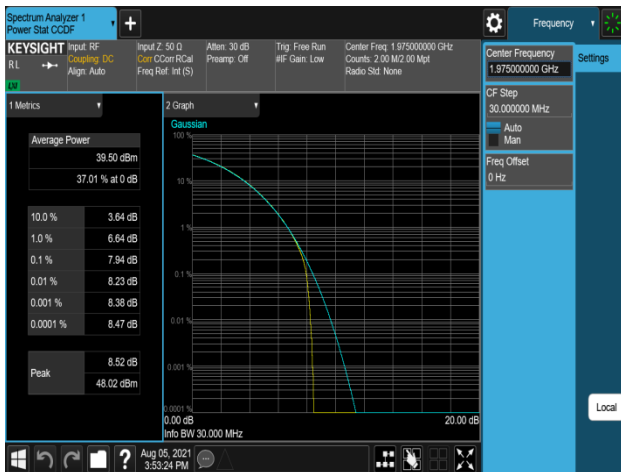 Spectrum Analyzer 1
Power Stat CCDF
+
Frequency
KEYSIGHT
Input: RF
Coupling: DC
Align: Auto
Input Z: 50 Ω
Corr CCorr RCal
Freq Ref: Int (S)
Atten: 30 dB
Preamp: Off
Trig: Free Run
#IF Gain: Low
Center Freq: 1.975000000 GHz
Counts: 2.00 M/2.00 Mpt
Radio Std: None
RL
LXI
Center Frequency
1.975000000 GHz
Settings
CF Step
30.000000 MHz
Auto
Man
Freq Offset
0 Hz
1 Metrics
Average Power
39.50 dBm
37.01 % at 0 dB
10.0 % 3.64 dB
1.0 % 6.64 dB
0.1 % 7.94 dB
0.01 % 8.23 dB
0.001 % 8.38 dB
0.0001 % 8.47 dB
Peak
8.52 dB
48.02 dBm
2 Graph
Gaussian
100 %
10 %
1 %
0.1 %
0.01 %
0.001 %
0.0001 %
0.00 dB 20.00 dB
Info BW 30.000 MHz
Local
?
Aug 05, 2021
3:53:24 PM